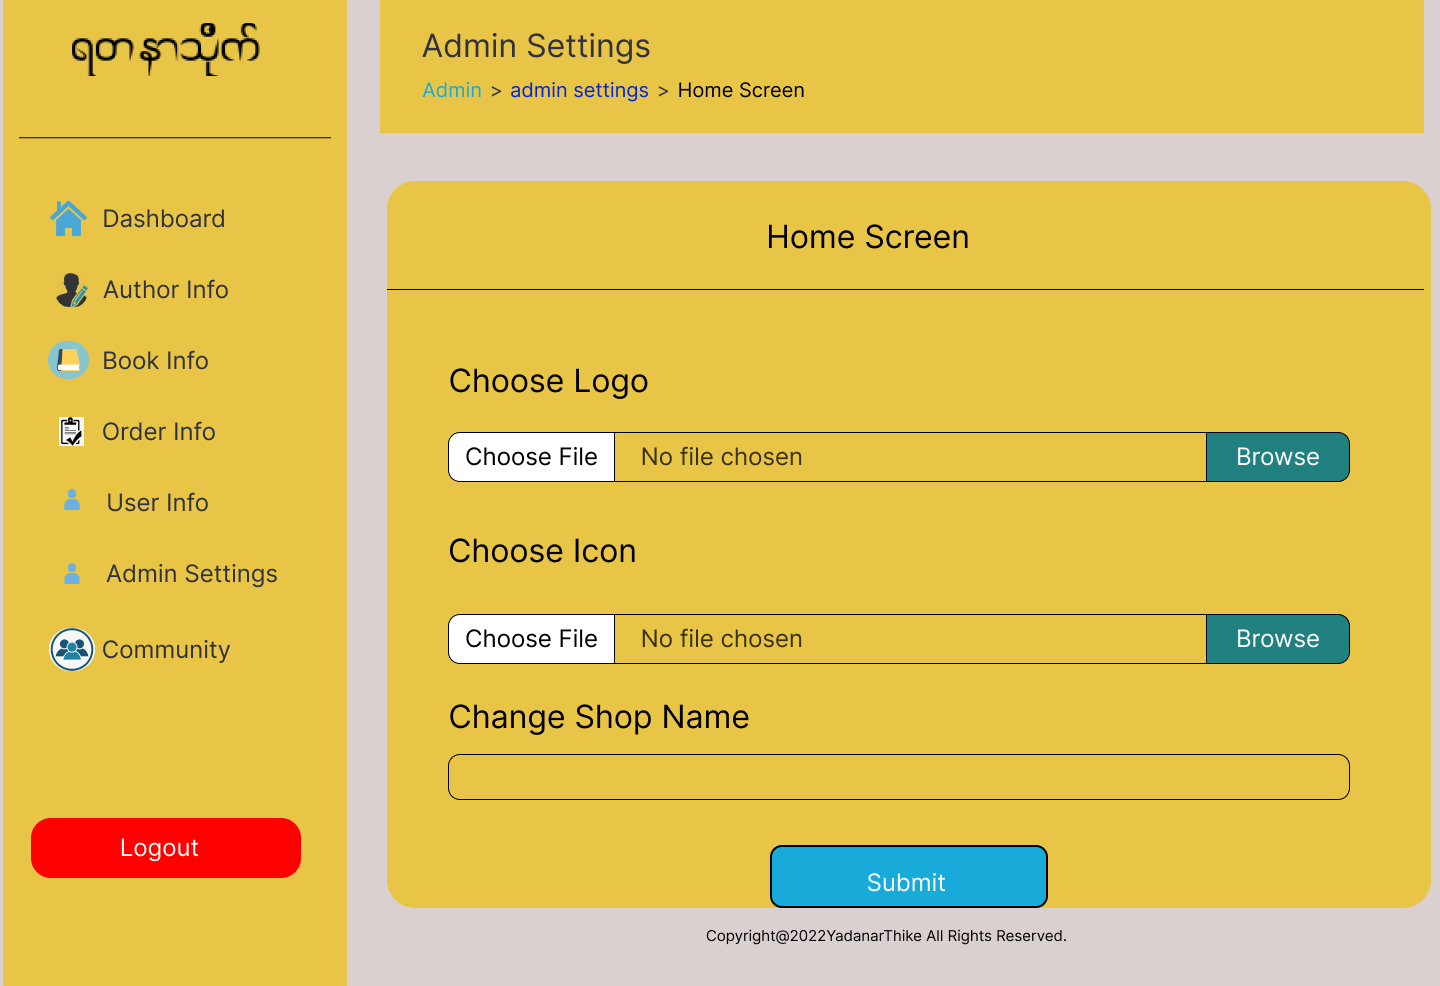 ရတနာသိုက်
Dashboard
Author Info
Book Info
Order Info
User Info
Admin Settings
Community
Logout
Admin Settings
Admin > admin settings > Home Screen
Home Screen
Choose Logo
Choose File No file chosen Browse
Choose Icon
Choose File No file chosen Browse
Change Shop Name
Submit
Copyright@2022YadanarThike All Rights Reserved.